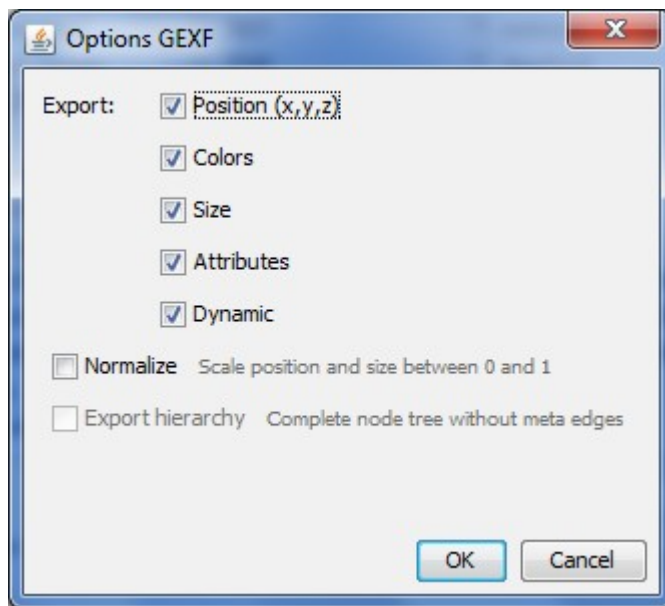 Options GEXF
Export: Position (x,y,z)
Colors
Size
Attributes
Dynamic
Normalize Scale position and size between 0 and 1
Export hierarchy Complete node tree without meta edges
OK Cancel